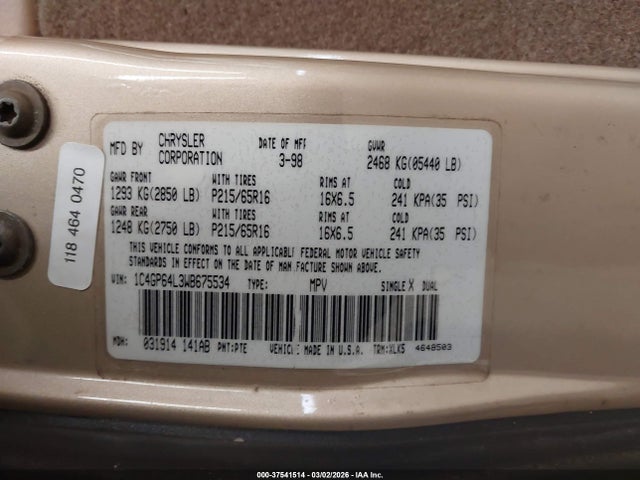 MFD BY CHRYSLER CORPORATION DATE OF MFR 3-98 GVWR 2468 KG(05440 LB)
GAWR FRONT WITH TIRES RIMS AT COLD
1293 KG(2850 LB) P215/65R16 16X6.5 241 KPA(35 PSI)
GAWR REAR WITH TIRES RIMS AT COLD
1248 KG(2750 LB) P215/65R16 16X6.5 241 KPA(35 PSI)
THIS VEHICLE CONFORMS TO ALL APPLICABLE FEDERAL MOTOR VEHICLE SAFETY
STANDARDS IN EFFECT ON THE DATE OF MAN FACTURE SHOWN ABOVE.
VIN: 1C4GP64L3WB675534 TYPE: MPV SINGLE X DUAL
MDH: 031914 141AB PNT:PTE VEHICLE MADE IN U.S.A. TRM:XLK5 4648503
118 464 0470
000-37541514 - 03/02/2026 - IAA Inc.